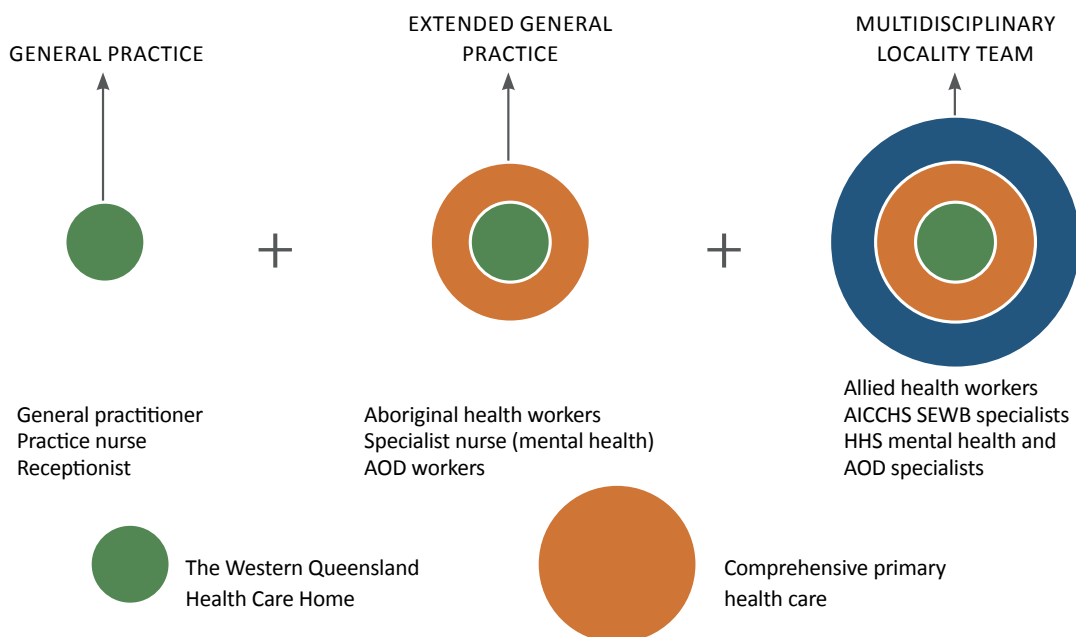 GENERAL PRACTICE
EXTENDED GENERAL
PRACTICE
MULTIDISCIPLINARY
LOCALITY TEAM
+
+
General practitioner
Practice nurse
Receptionist
Aboriginal health workers
Specialist nurse (mental health)
AOD workers
Allied health workers
AICCHS SEWB specialists
HHS mental health and
AOD specialists
The Western Queensland
Health Care Home
Comprehensive primary
health care